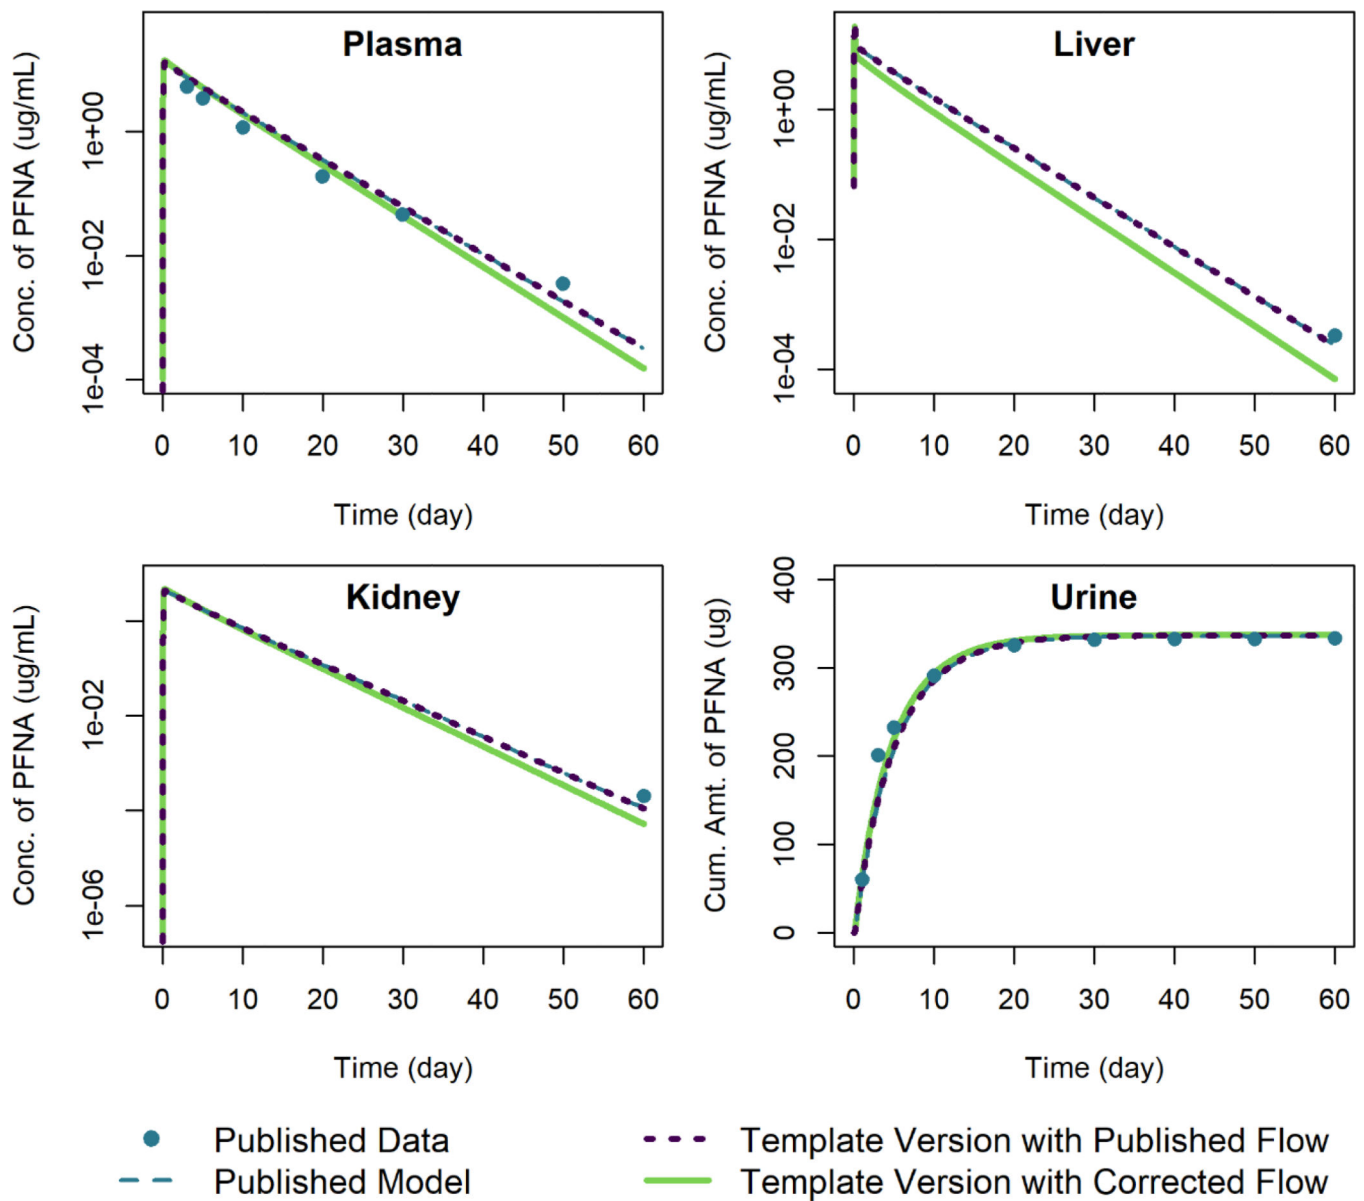 Plasma
Conc. of PFNA (ug/mL)
1e+00
1e-02
1e-04
0 10 20 30 40 50 60
Time (day)
Liver
Conc. of PFNA (ug/mL)
1e+00
1e-02
1e-04
0 10 20 30 40 50 60
Time (day)
Kidney
Conc. of PFNA (ug/mL)
1e-02
1e-06
0 10 20 30 40 50 60
Time (day)
Urine
Cum. Amt. of PFNA (ug)
400
300
200
100
0
0 10 20 30 40 50 60
Time (day)
Published Data
Published Model
Template Version with Published Flow
Template Version with Corrected Flow